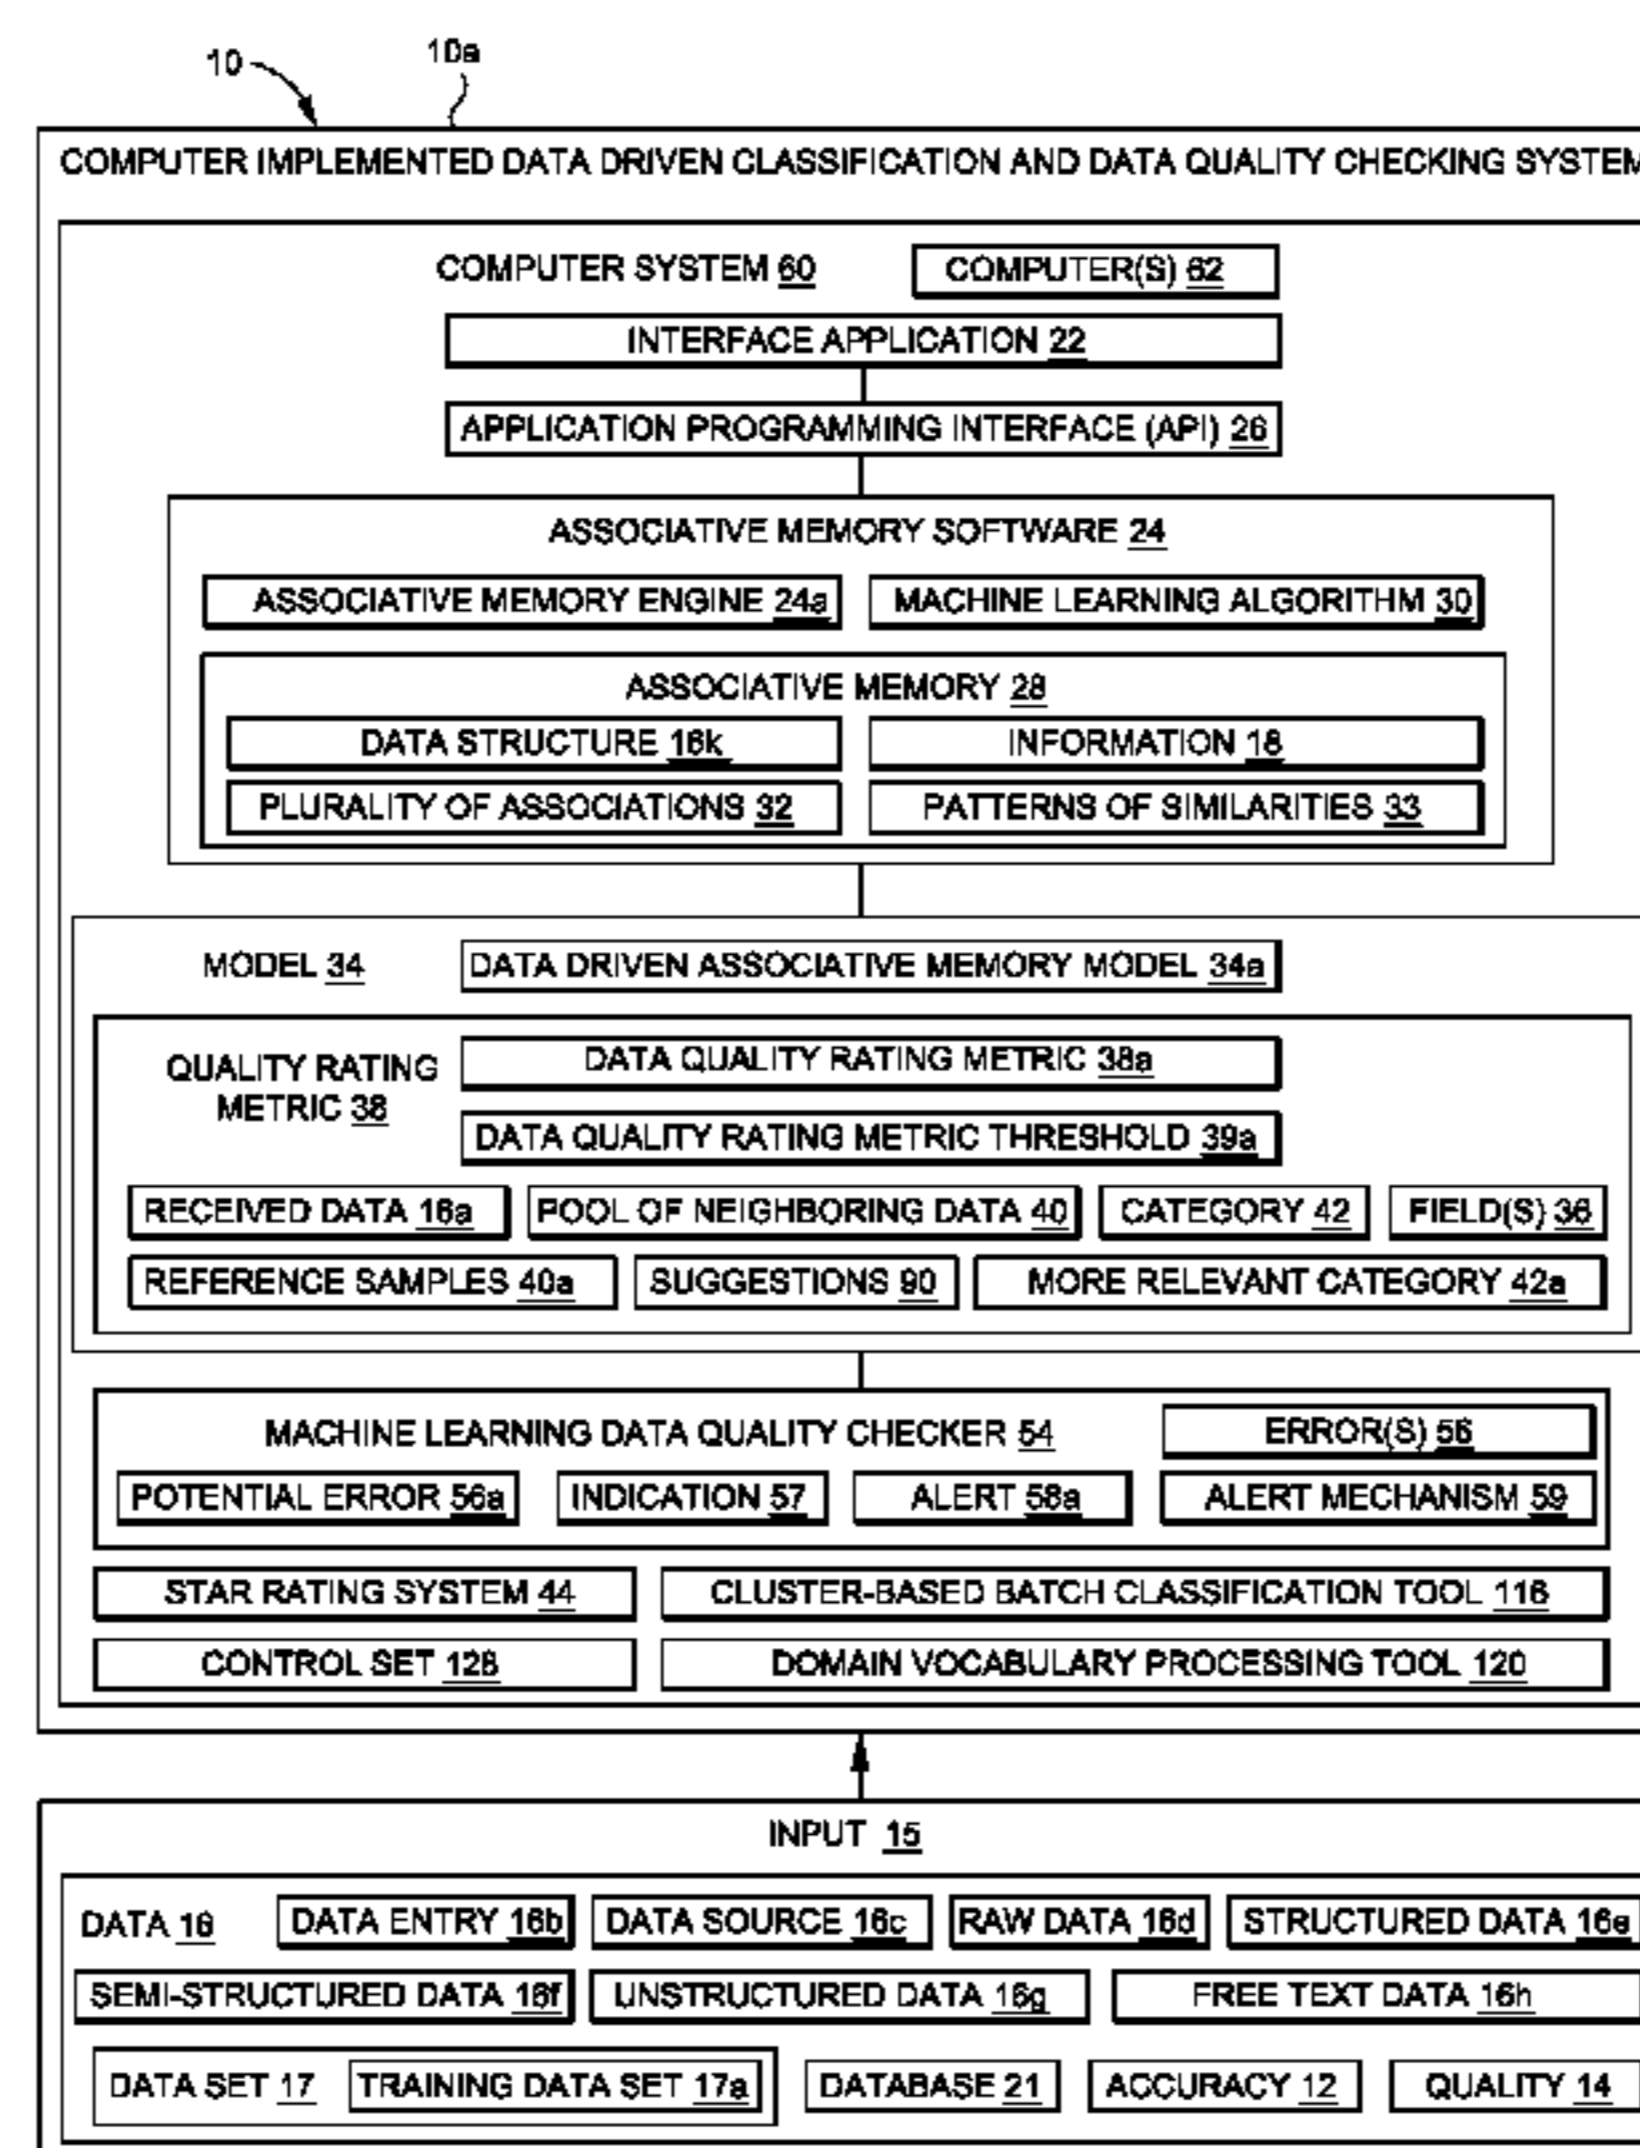 10 10a
COMPUTER IMPLEMENTED DATA DRIVEN CLASSIFICATION AND DATA QUALITY CHECKING SYSTEM
COMPUTER SYSTEM 60 COMPUTER(S) 62
INTERFACE APPLICATION 22
APPLICATION PROGRAMMING INTERFACE (API) 26
ASSOCIATIVE MEMORY SOFTWARE 24
ASSOCIATIVE MEMORY ENGINE 24a MACHINE LEARNING ALGORITHM 30
ASSOCIATIVE MEMORY 28
DATA STRUCTURE 16k INFORMATION 18
PLURALITY OF ASSOCIATIONS 32 PATTERNS OF SIMILARITIES 33
MODEL 34 DATA DRIVEN ASSOCIATIVE MEMORY MODEL 34a
QUALITY RATING
METRIC 38
DATA QUALITY RATING METRIC 38a
DATA QUALITY RATING METRIC THRESHOLD 39a
RECEIVED DATA 16a POOL OF NEIGHBORING DATA 40 CATEGORY 42 FIELD(S) 36
REFERENCE SAMPLES 40a SUGGESTIONS 90 MORE RELEVANT CATEGORY 42a
MACHINE LEARNING DATA QUALITY CHECKER 54 ERROR(S) 56
POTENTIAL ERROR 56a INDICATION 57 ALERT 58a ALERT MECHANISM 59
STAR RATING SYSTEM 44 CLUSTER-BASED BATCH CLASSIFICATION TOOL 116
CONTROL SET 128 DOMAIN VOCABULARY PROCESSING TOOL 120
INPUT 15
DATA 16 DATA ENTRY 16b DATA SOURCE 16c RAW DATA 16d STRUCTURED DATA 16e
SEMI-STRUCTURED DATA 16f UNSTRUCTURED DATA 16g FREE TEXT DATA 16h
DATA SET 17 TRAINING DATA SET 17a DATABASE 21 ACCURACY 12 QUALITY 14